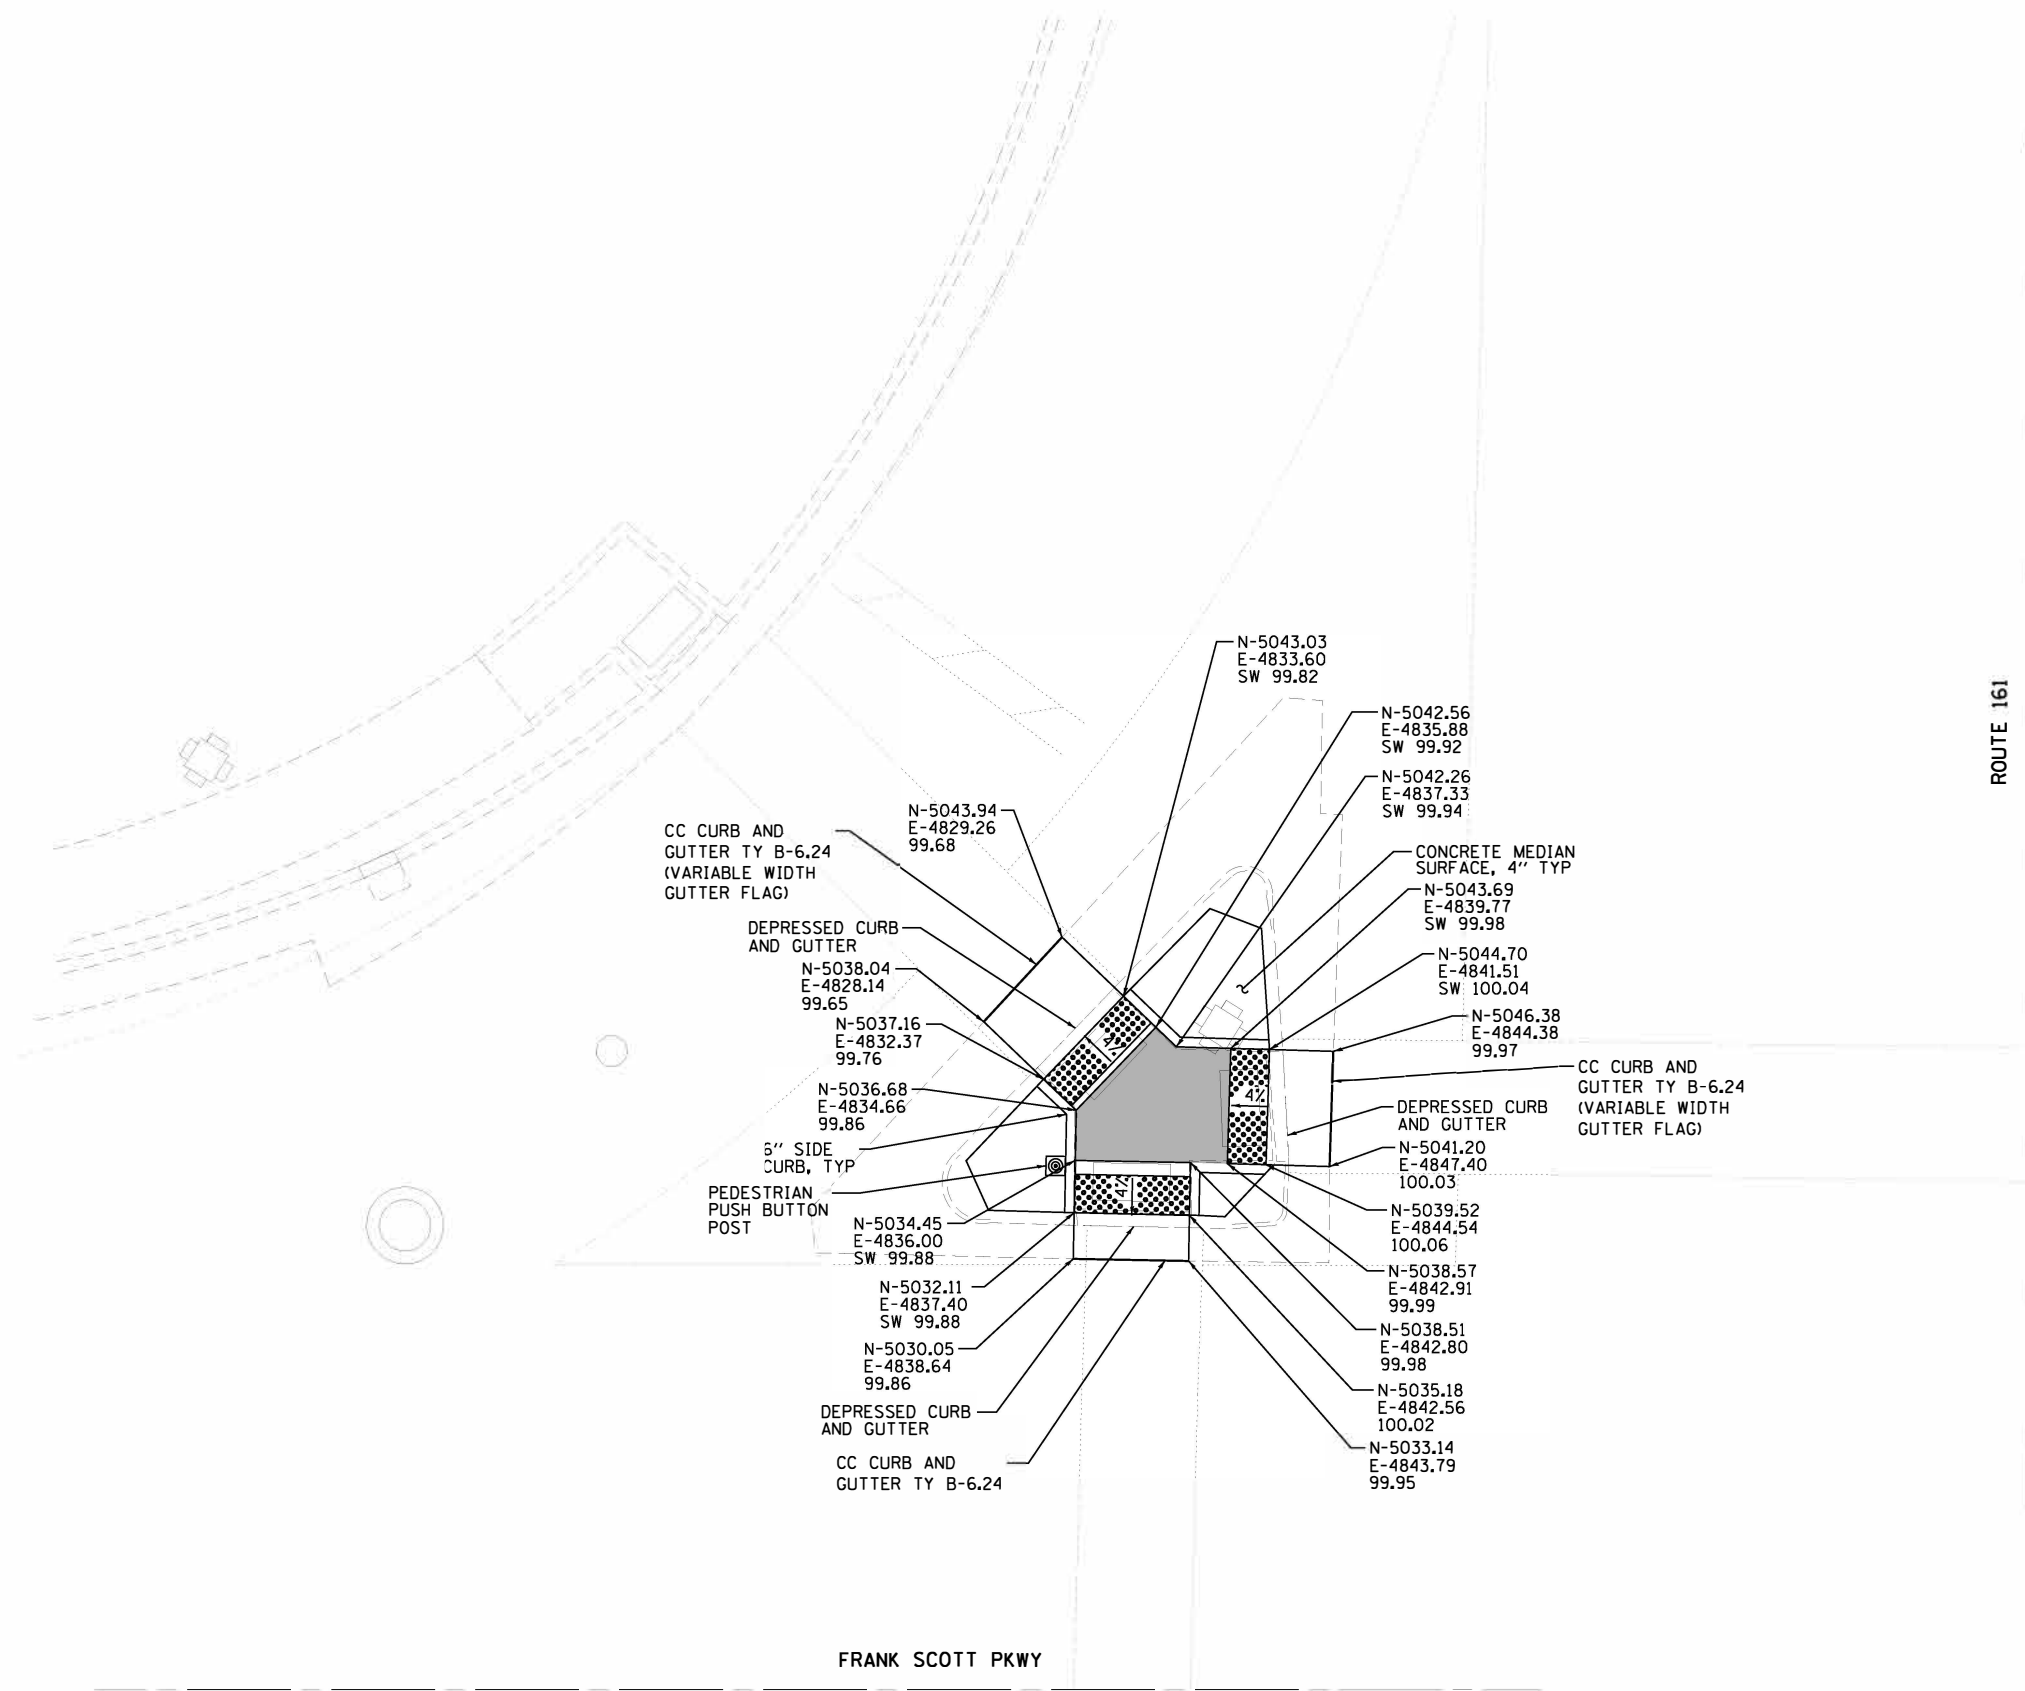 N-5043.03
E-4833.60
SW 99.82
N-5042.56
E-4835.88
SW 99.92
N-5042.26
E-4837.33
SW 99.94
ROUTE 161
N-5043.94
E-4829.26
99.68
CC CURB AND
GUTTER TY B-6.24
(VARIABLE WIDTH
GUTTER FLAG)
CONCRETE MEDIAN
SURFACE, 4" TYP
N-5043.69
E-4839.77
SW 99.98
DEPRESSED CURB
AND GUTTER
N-5044.70
E-4841.51
SW 100.04
N-5038.04
E-4828.14
99.65
N-5046.38
E-4844.38
99.97
N-5037.16
E-4832.37
99.76
CC CURB AND
GUTTER TY B-6.24
(VARIABLE WIDTH
GUTTER FLAG)
N-5036.68
E-4834.66
99.86
DEPRESSED CURB
AND GUTTER
4%
4%
4%
6" SIDE
CURB, TYP
N-5041.20
E-4847.40
100.03
PEDESTRIAN
PUSH BUTTON
POST
N-5039.52
E-4844.54
100.06
N-5034.45
E-4836.00
SW 99.88
N-5038.57
E-4842.91
99.99
N-5032.11
E-4837.40
SW 99.88
N-5038.51
E-4842.80
99.98
N-5030.05
E-4838.64
99.86
N-5035.18
E-4842.56
100.02
DEPRESSED CURB
AND GUTTER
N-5033.14
E-4843.79
99.95
CC CURB AND
GUTTER TY B-6.24
FRANK SCOTT PKWY